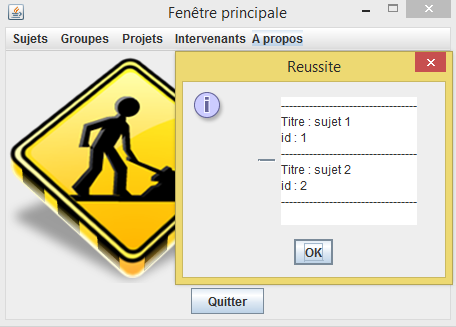 Fenêtre principale
Sujets Groupes Projets Intervenants A propos
Reussite
----------------------------------
Titre : sujet 1
id : 1
----------------------------------
Titre : sujet 2
id : 2
----------------------------------
OK
Quitter